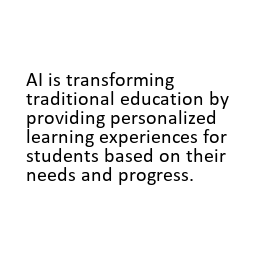 AI is transforming
traditional education by
providing personalized
learning experiences for
students based on their
needs and progress.